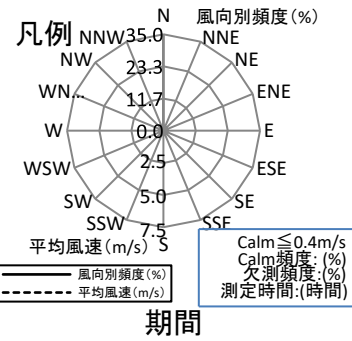 凡例
風向別頻度(%)
N
NNW 35.0 NNE
NW 23.3 NE
WN... 11.7 ENE
W 0.0 E
WSW 2.5 ESE
SW 5.0 SE
SSW 7.5 SSE
S
平均風速(m/s)
風向別頻度(%)
平均風速(m/s)
Calm≦0.4m/s
Calm頻度: (%)
欠測頻度:(%)
測定時間:(時間)
期間